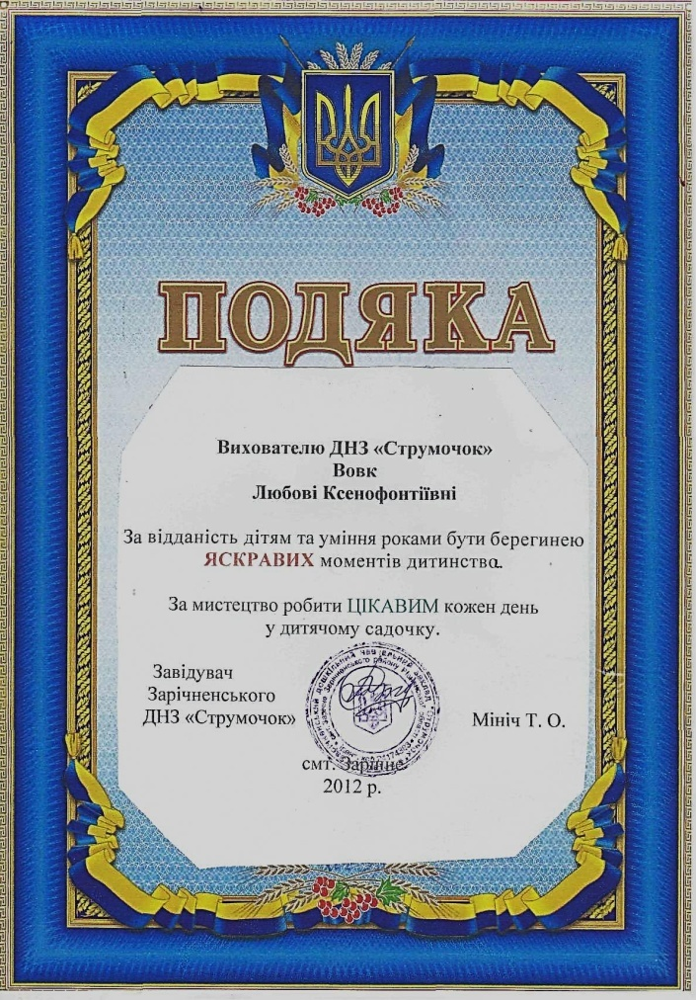 ПОДЯКА
Вихователю ДНЗ «Струмочок»
Вовк
Любові Ксенофонтіївні
За відданість дітям та уміння роками бути берегинею
ЯСКРАВИХ моментів дитинства.
За мистецтво робити ЦІКАВИМ кожен день
у дитячому садочку.
Завідувач
Зарічненського
ДНЗ «Струмочок»
Мініч Т. О.
смт. Зарічне
2012 р.